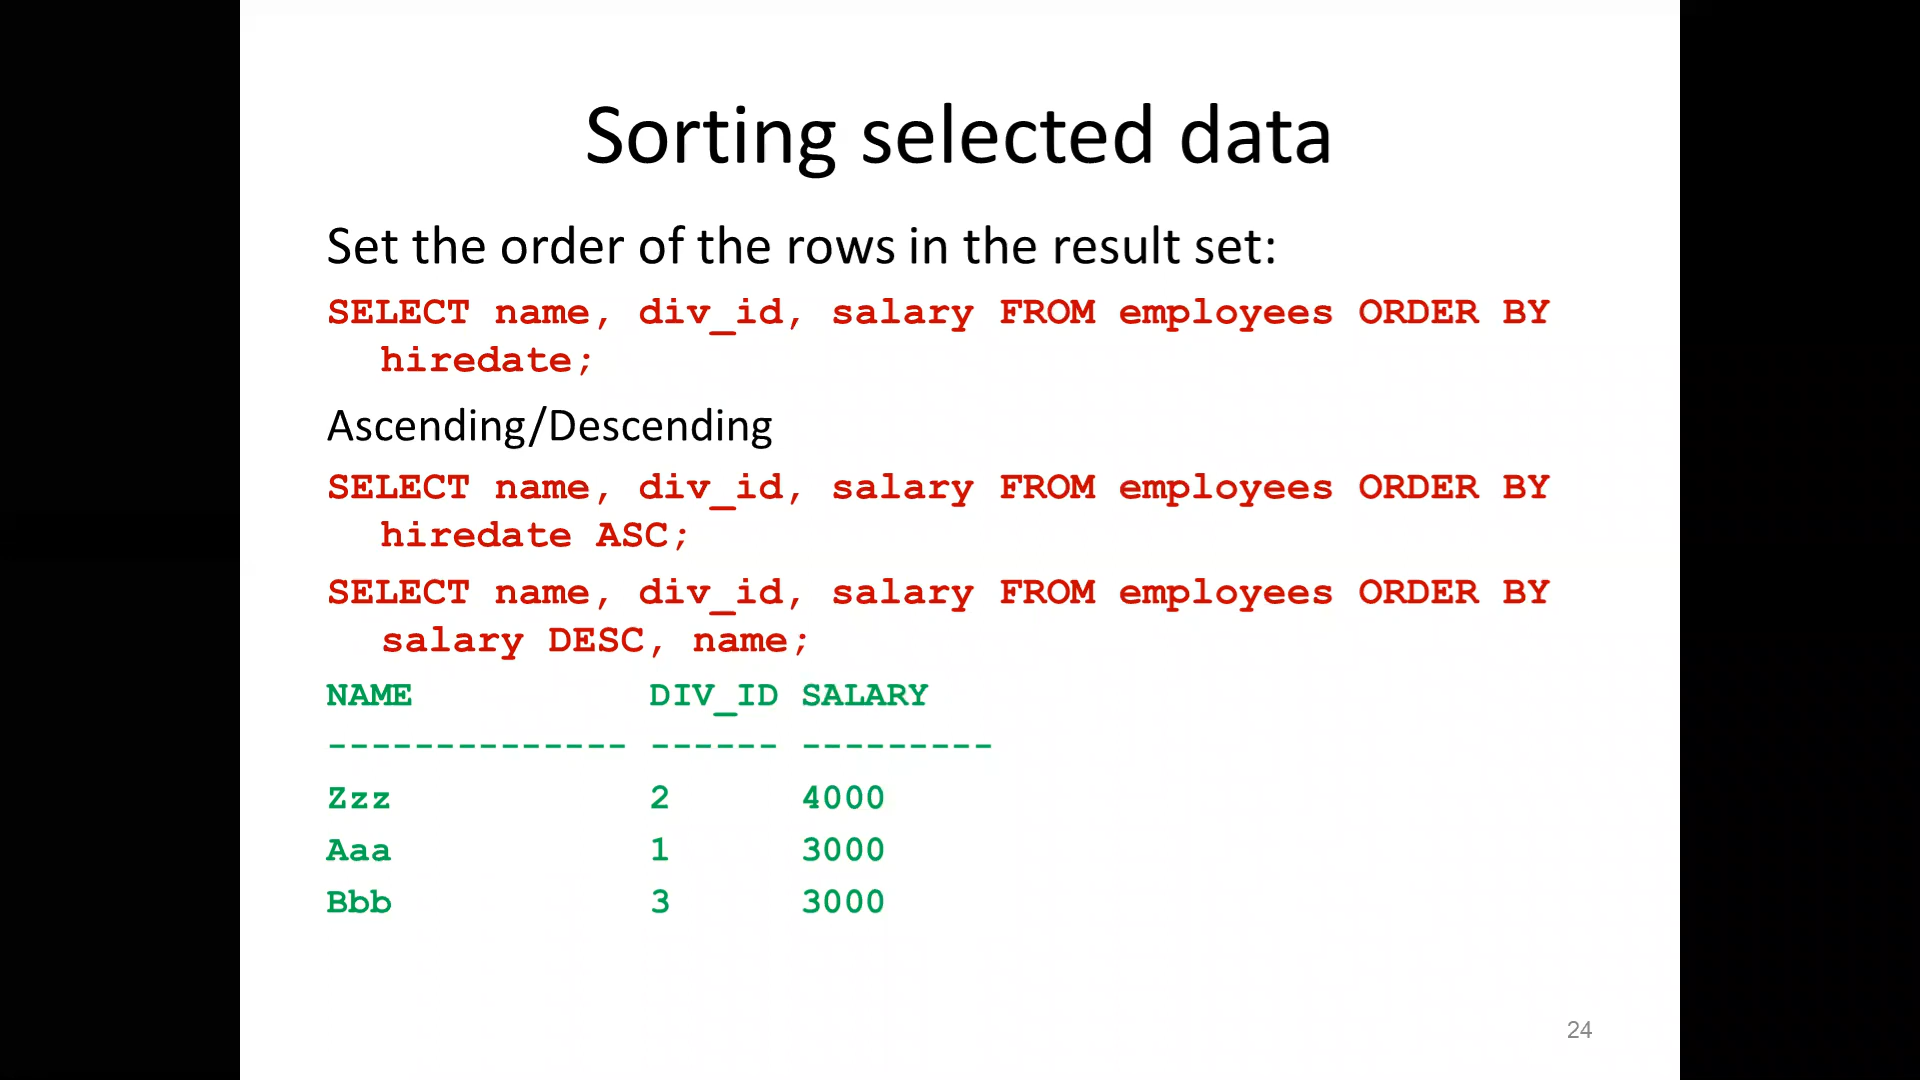 Sorting selected data
Set the order of the rows in the result set:
SELECT name, div_id, salary FROM employees ORDER BY
hiredate;
Ascending/Descending
SELECT name, div_id, salary FROM employees ORDER BY
hiredate ASC;
SELECT name, div_id, salary FROM employees ORDER BY
salary DESC, name;
NAME DIV_ID SALARY
-------------- ------ ---------
Zzz 2 4000
Aaa 1 3000
Bbb 3 3000
24